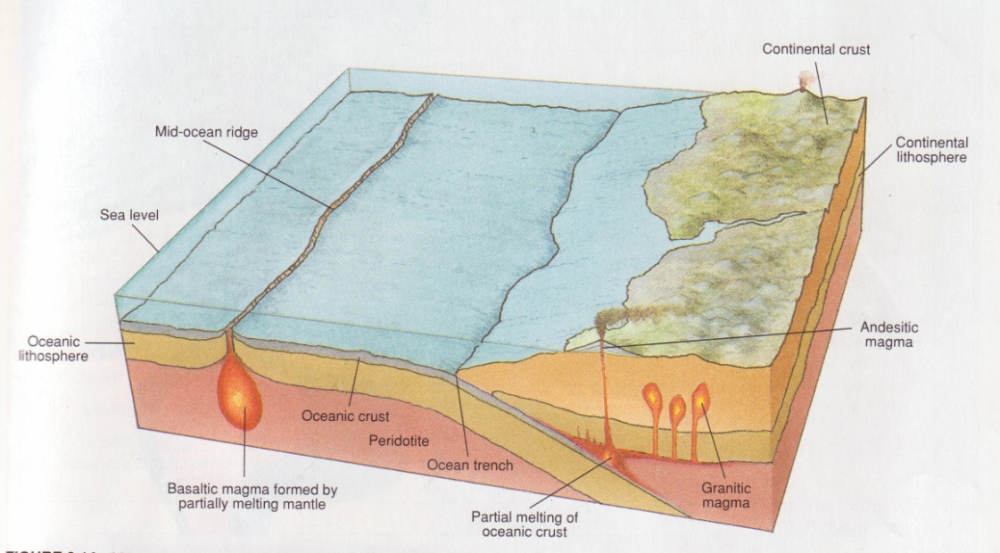 Continental crust
Mid-ocean ridge
Continental
lithosphere
Sea level
Andesitic
magma
Oceanic
lithosphere
Oceanic crust
Peridotite
Ocean trench
Basaltic magma formed by
partially melting mantle
Granitic
magma
Partial melting of
oceanic crust